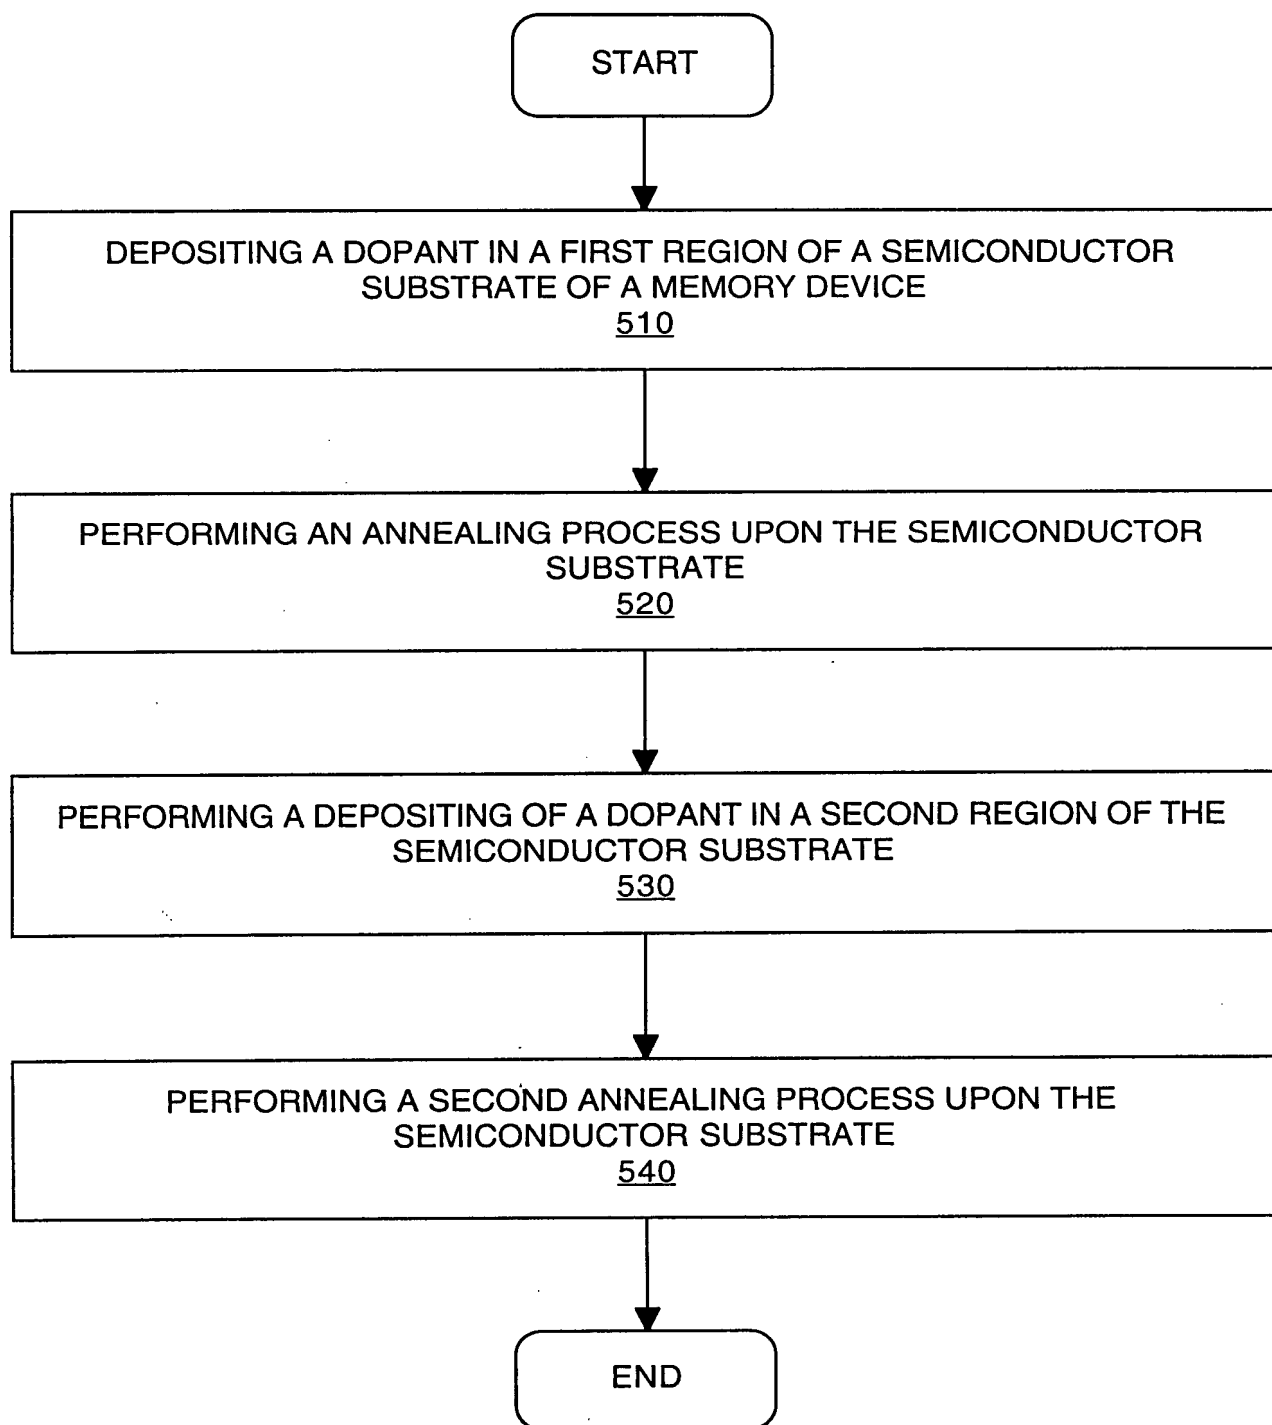 START
DEPOSITING A DOPANT IN A FIRST REGION OF A SEMICONDUCTOR
SUBSTRATE OF A MEMORY DEVICE
510
PERFORMING AN ANNEALING PROCESS UPON THE SEMICONDUCTOR
SUBSTRATE
520
PERFORMING A DEPOSITING OF A DOPANT IN A SECOND REGION OF THE
SEMICONDUCTOR SUBSTRATE
530
PERFORMING A SECOND ANNEALING PROCESS UPON THE
SEMICONDUCTOR SUBSTRATE
540
END